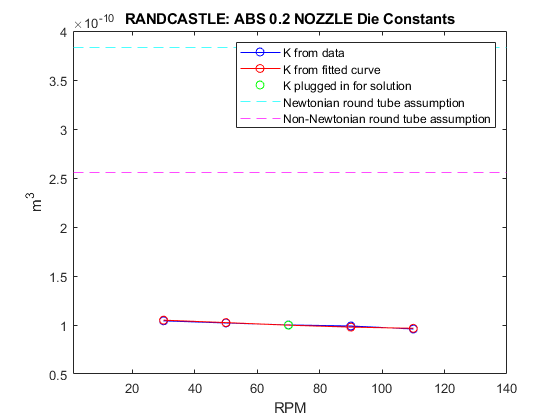 RANDCASTLE: ABS 0.2 NOZZLE Die Constants
×10⁻¹⁰
4
3.5
3
2.5
2
1.5
1
0.5
m³
K from data
K from fitted curve
K plugged in for solution
Newtonian round tube assumption
Non-Newtonian round tube assumption
20 40 60 80 100 120 140
RPM